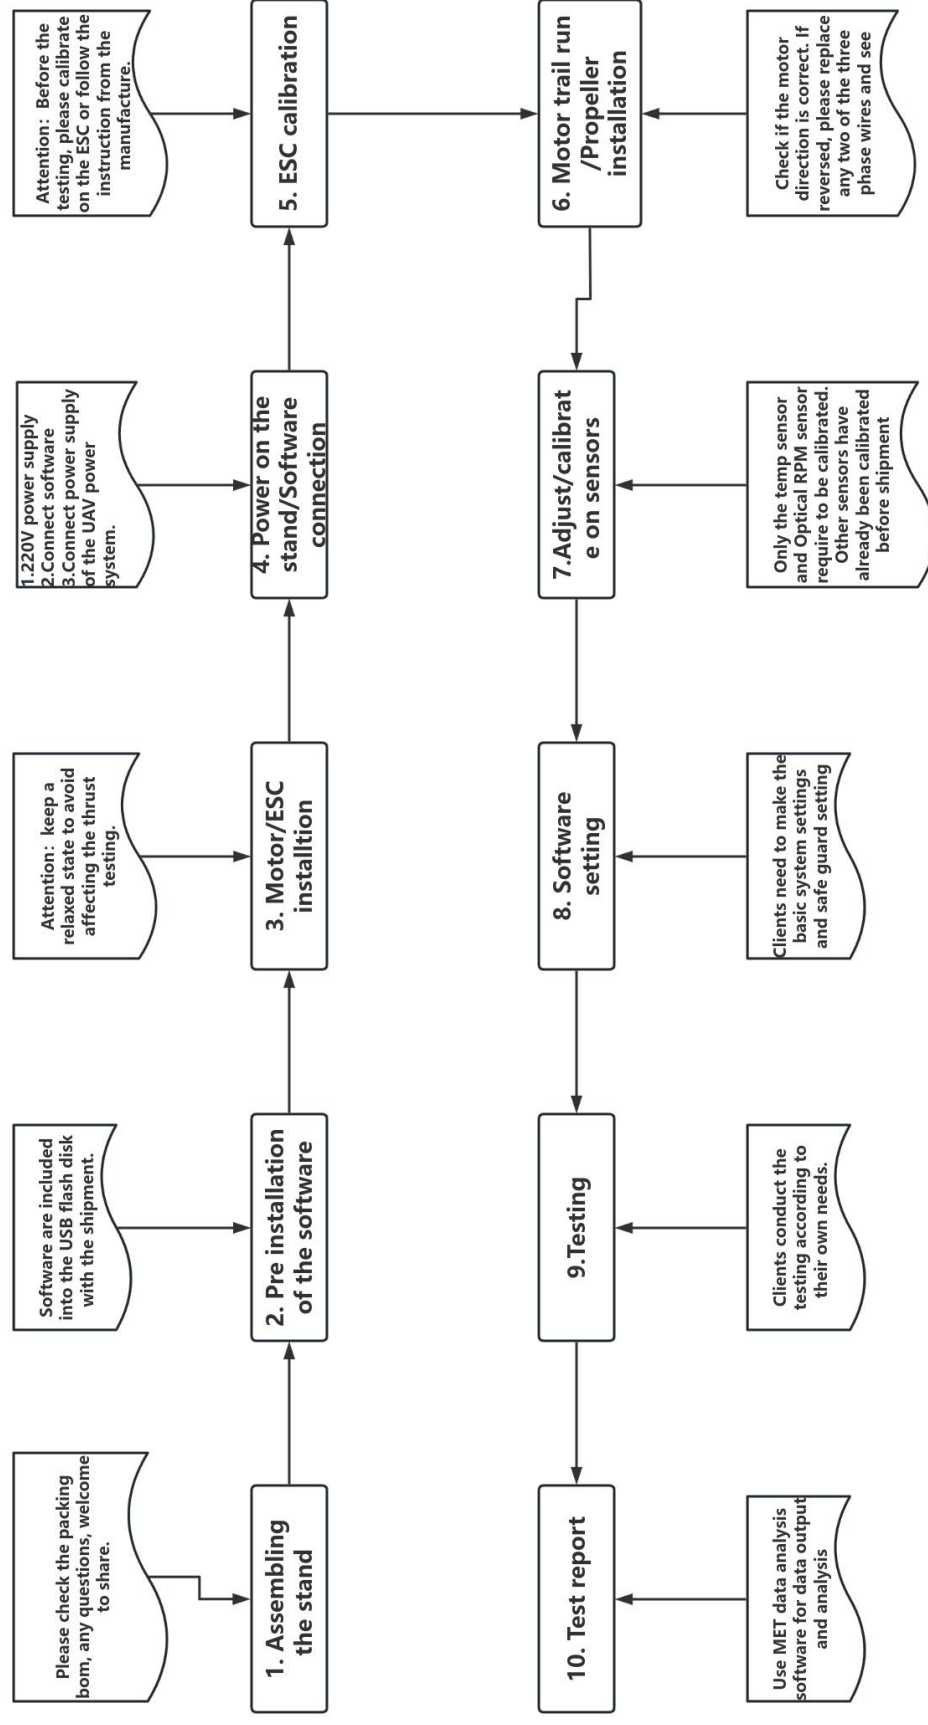 Please check the packing
bom, any questions, welcome
to share.
Software are included
into the USB flash disk
with the shipment.
Attention: keep a
relaxed state to avoid
affecting the thrust
testing.
1.220V power supply
2.Connect software
3.Connect power supply
of the UAV power
system.
Attention: Before the
testing, please calibrate
on the ESC or follow the
instruction from the
manufacture.
1. Assembling
the stand
2. Pre installation
of the software
3. Motor/ESC
installtion
4. Power on the
stand/Software
connection
5. ESC calibration
10. Test report
9.Testing
8. Software
setting
7.Adjust/calibrat
e on sensors
6. Motor trail run
/Propeller
installation
Use MET data analysis
software for data output
and analysis
Clients conduct the
testing according to
their own needs.
Clients need to make the
basic system settings
and safe guard setting
Only the temp sensor
and Optical RPM sensor
require to be calibrated.
Other sensors have
already been calibrated
before shipment
Check if the motor
direction is correct. If
reversed, please replace
any two of the three
phase wires and see